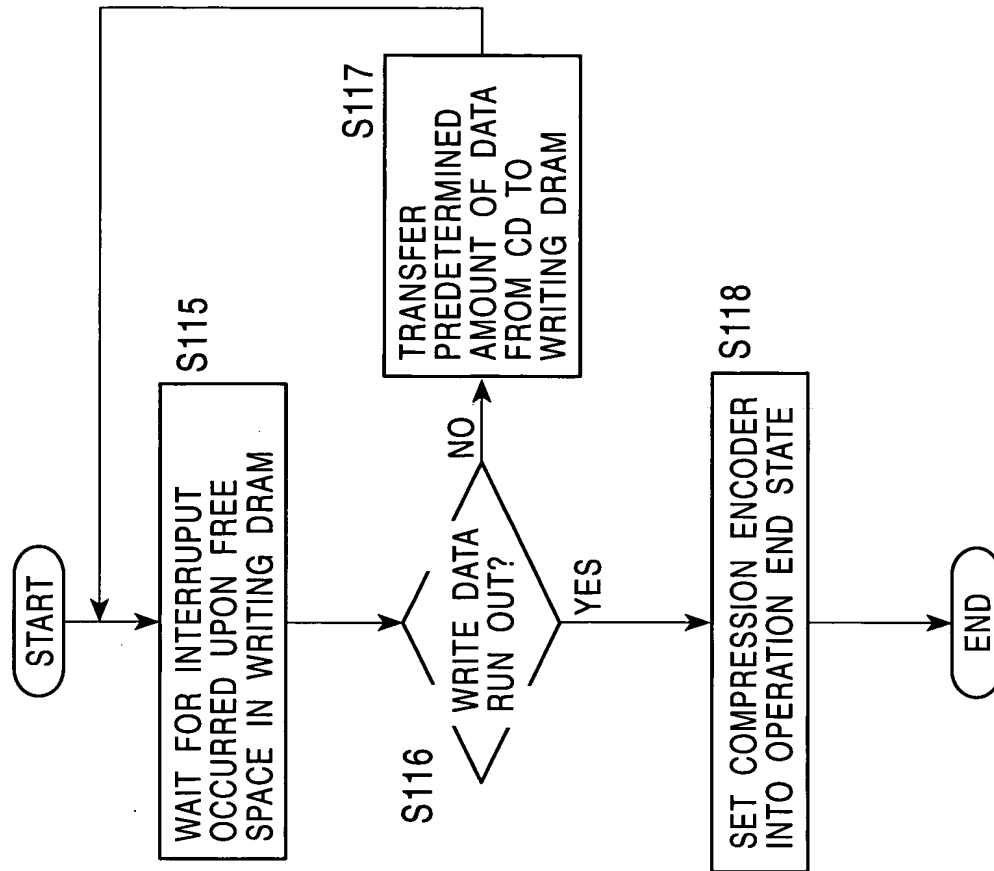 START
S115
WAIT FOR INTERRUPUT
OCCURRED UPON FREE
SPACE IN WRITING DRAM
S116
WRITE DATA
RUN OUT?
NO
S117
TRANSFER
PREDETERMINED
AMOUNT OF DATA
FROM CD TO
WRITING DRAM
YES
S118
SET COMPRESSION ENCODER
INTO OPERATION END STATE
END